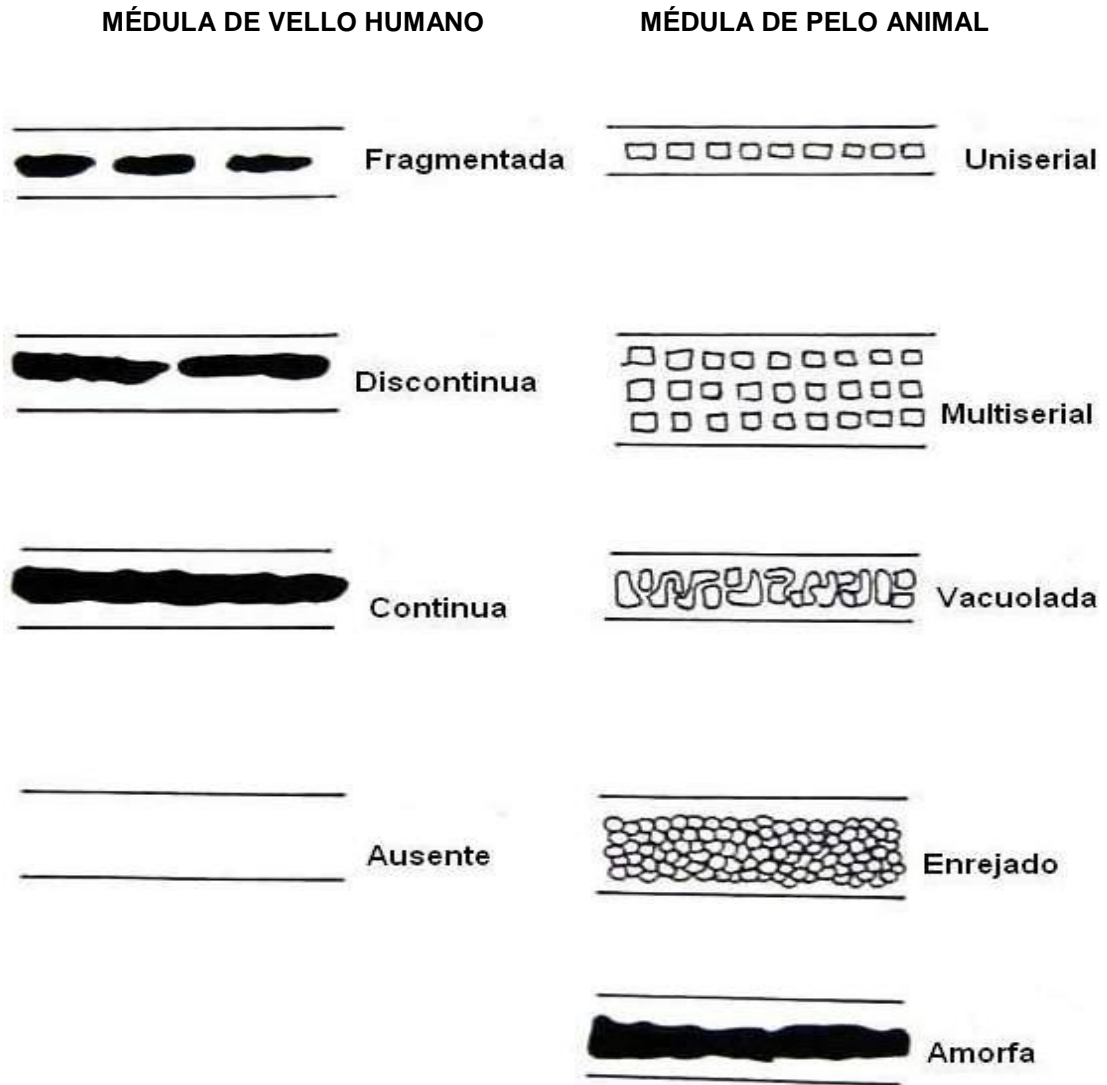 MÉDULA DE VELLO HUMANO
MÉDULA DE PELO ANIMAL
Fragmentada
Uniserial
Discontinua
Multiserial
Continua
Vacuolada
Ausente
Enrejado
Amorfa